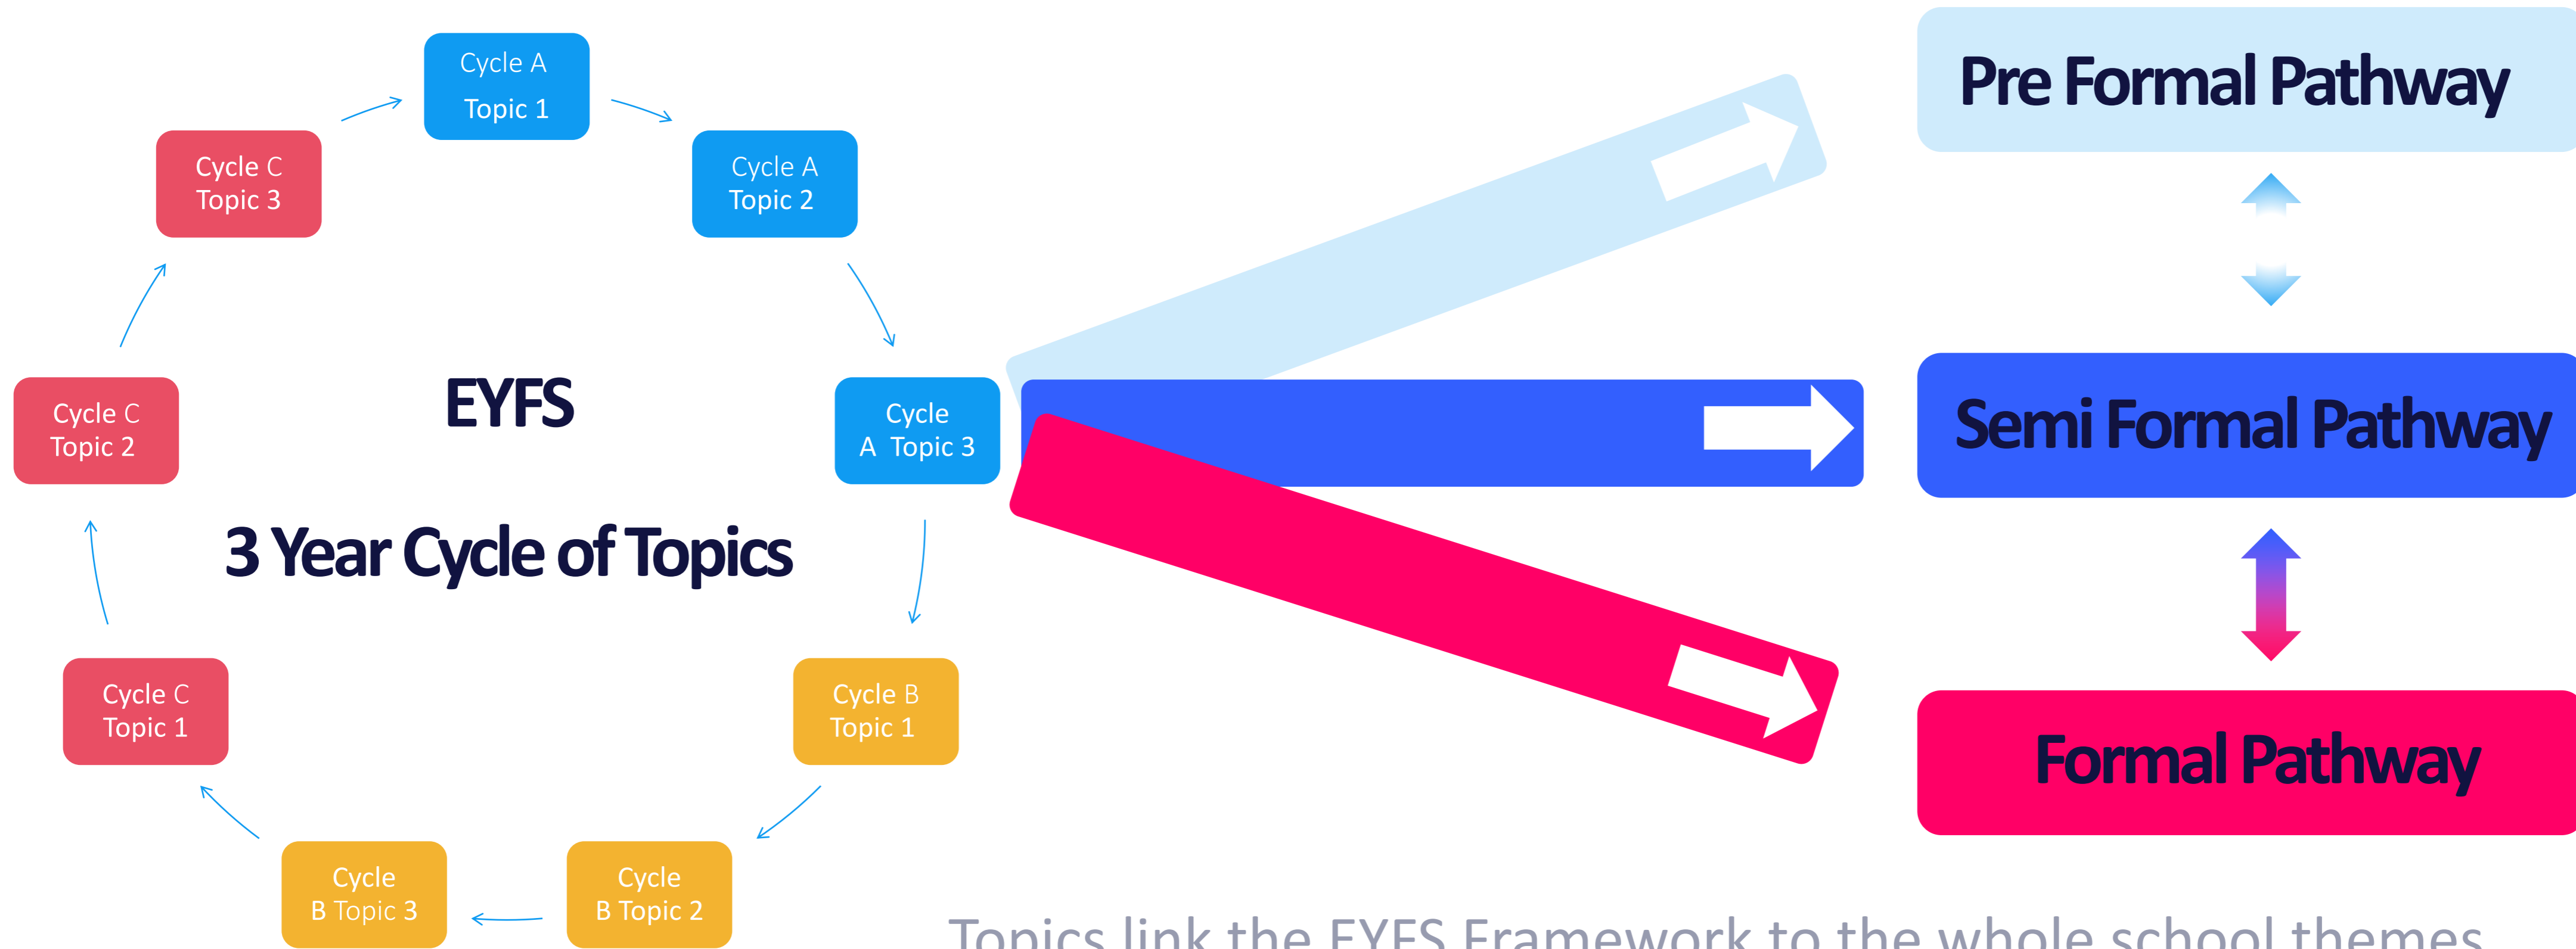 Cycle A
Topic 1
Cycle A
Topic 2
Cycle
A Topic 3
Cycle B
Topic 1
Cycle
B Topic 2
Cycle
B Topic 3
Cycle C
Topic 1
Cycle C
Topic 2
Cycle C
Topic 3
EYFS
3 Year Cycle of Topics
Pre Formal Pathway
Semi Formal Pathway
Formal Pathway
Topics link the EYFS Framework to the whole school themes